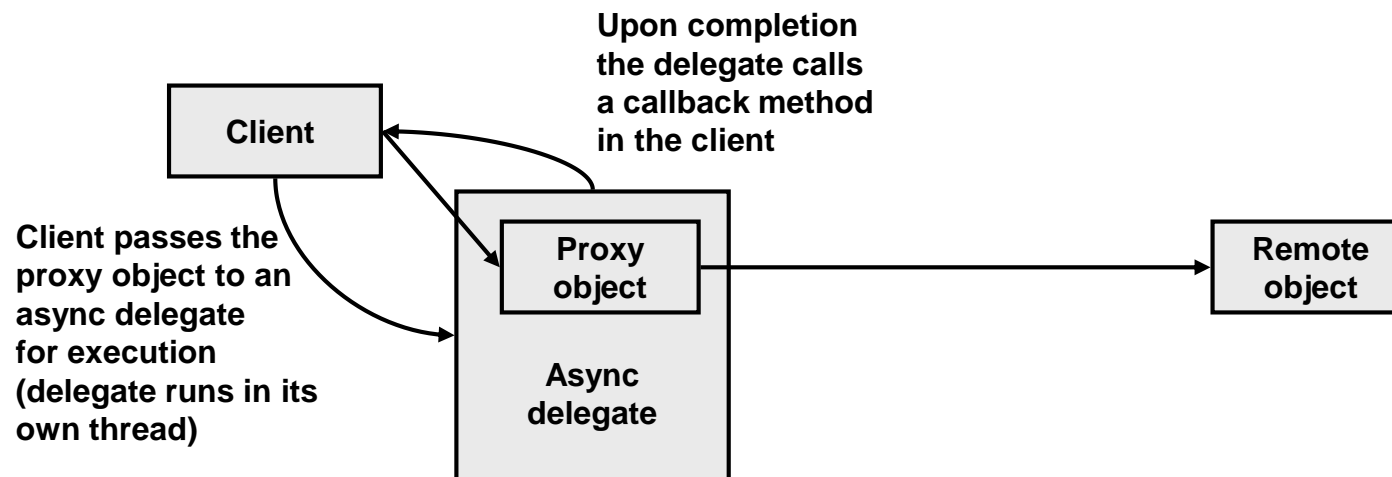 Upon completion
the delegate calls
a callback method
in the client
Client
Client passes the
proxy object to an
async delegate
for execution
(delegate runs in its
own thread)
Proxy
object
Async
delegate
Remote
object